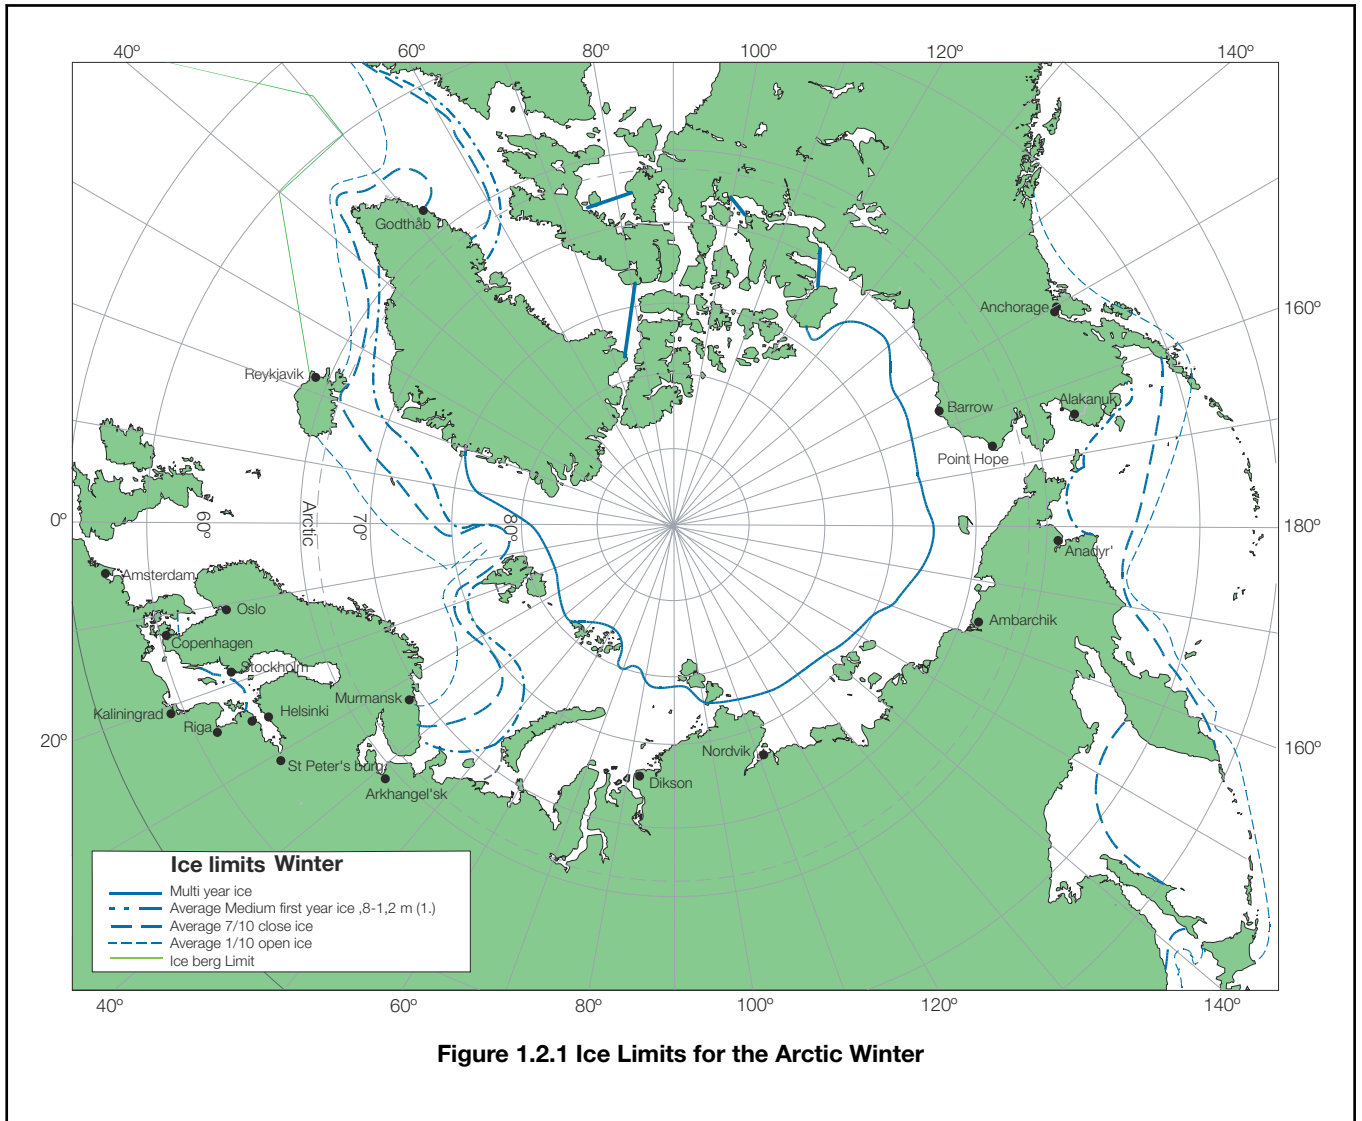 40º 60º 80º 100º 120º 140º
Godthåb
Anchorage
160º
Reykjavik
Barrow
Alakanuk
Point Hope
0º
60º
Arctic
70º
80º
180º
Anadyr'
Amsterdam
Oslo
Ambarchik
Copenhagen
Stockholm
Murmansk
Kaliningrad
Helsinki
Riga
20º
160º
Nordvik
St Peter's burg
Dikson
Arkhangel'sk
Ice limits Winter
Multi year ice
Average Medium first year ice ,8-1,2 m (1.)
Average 7/10 close ice
Average 1/10 open ice
Ice berg Limit
40º 60º 80º 100º 120º 140º
Figure 1.2.1 Ice Limits for the Arctic Winter